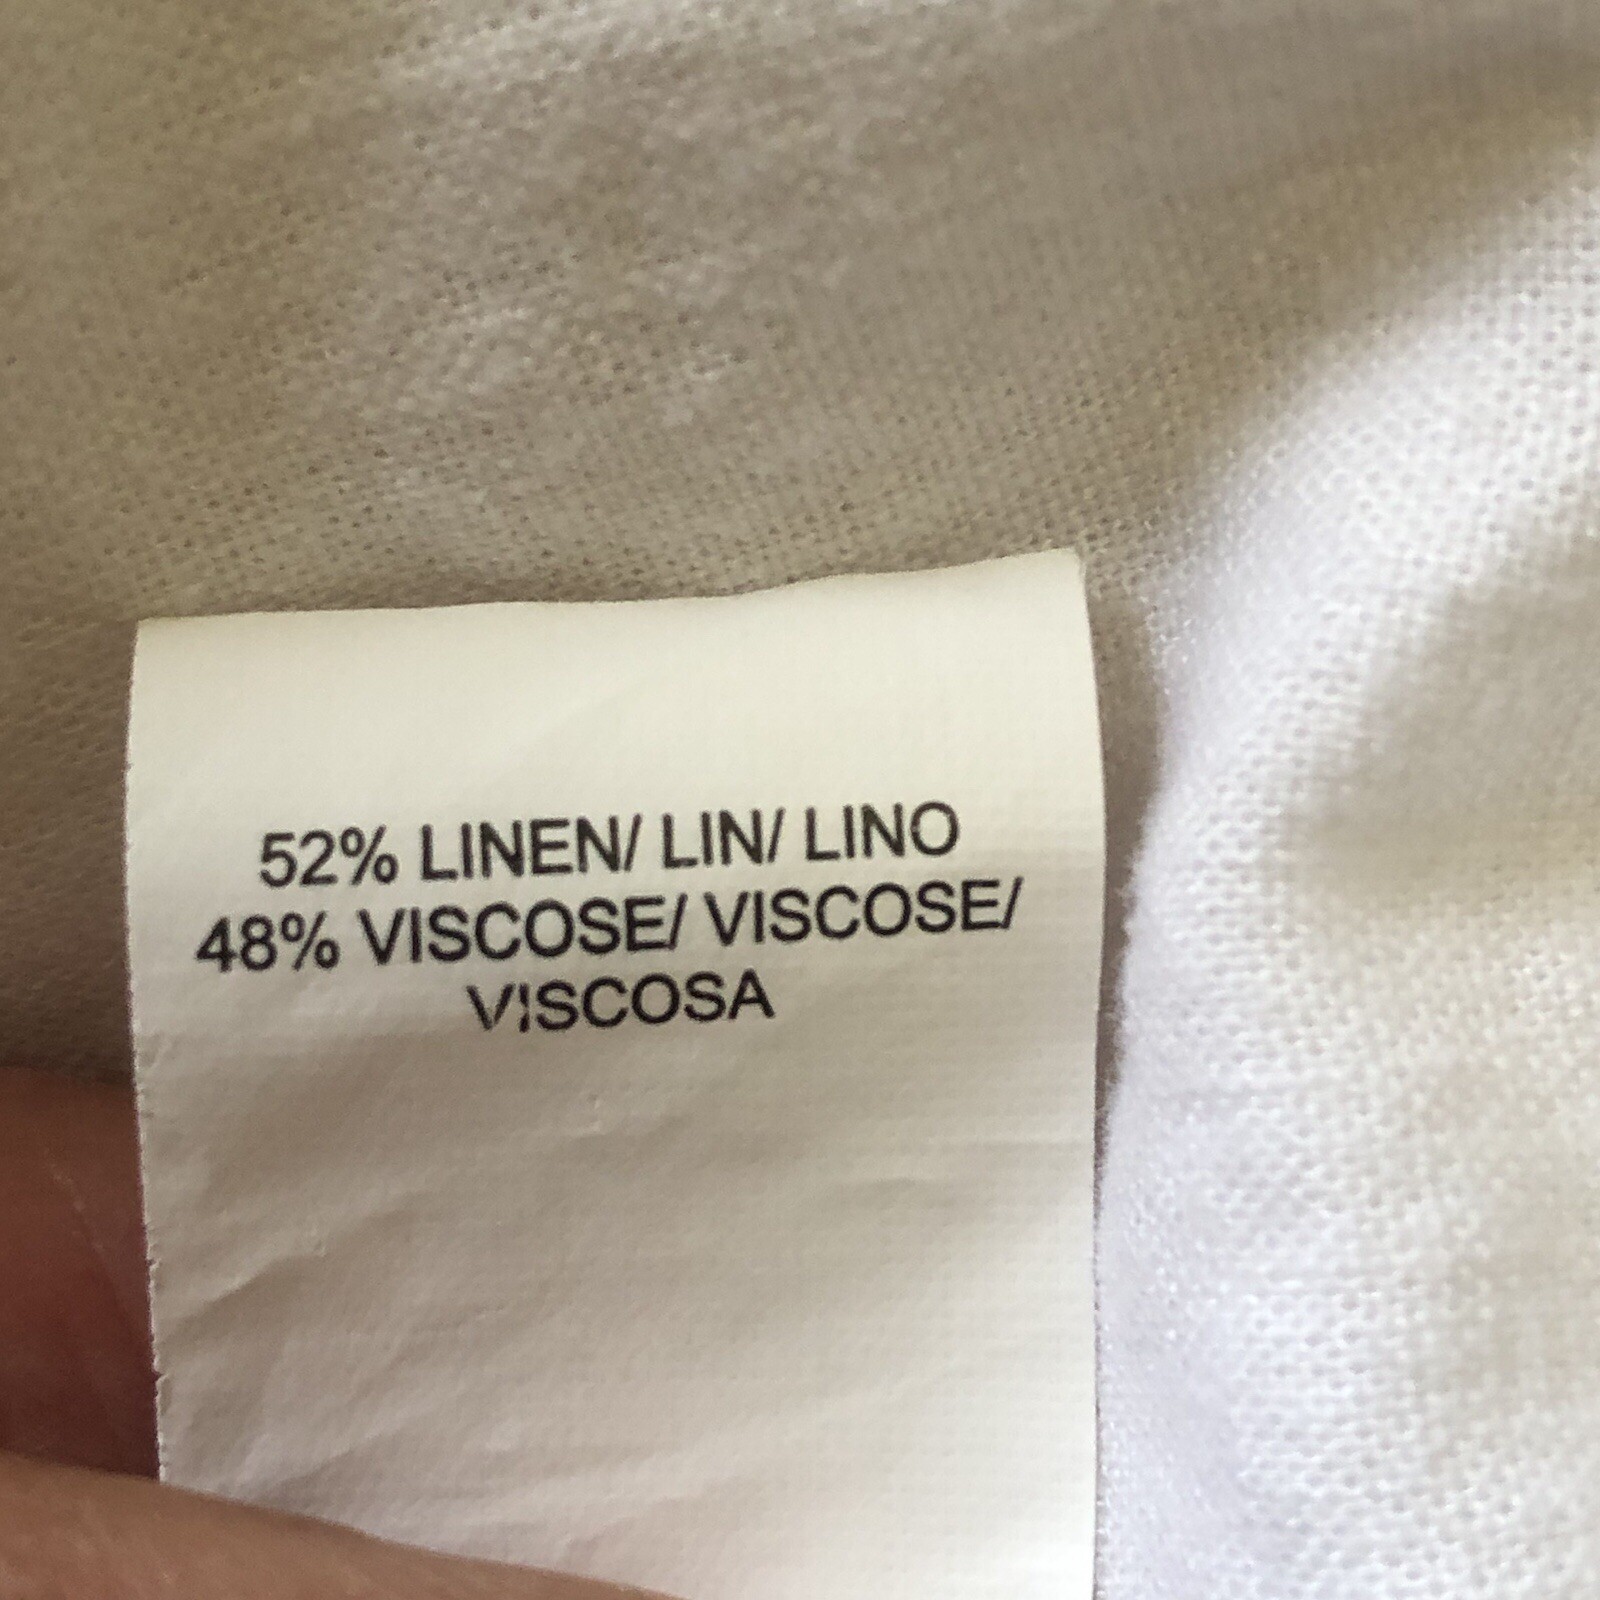 52% LINEN/ LIN/ LINO
48% VISCOSE/ VISCOSE/
VISCOSA